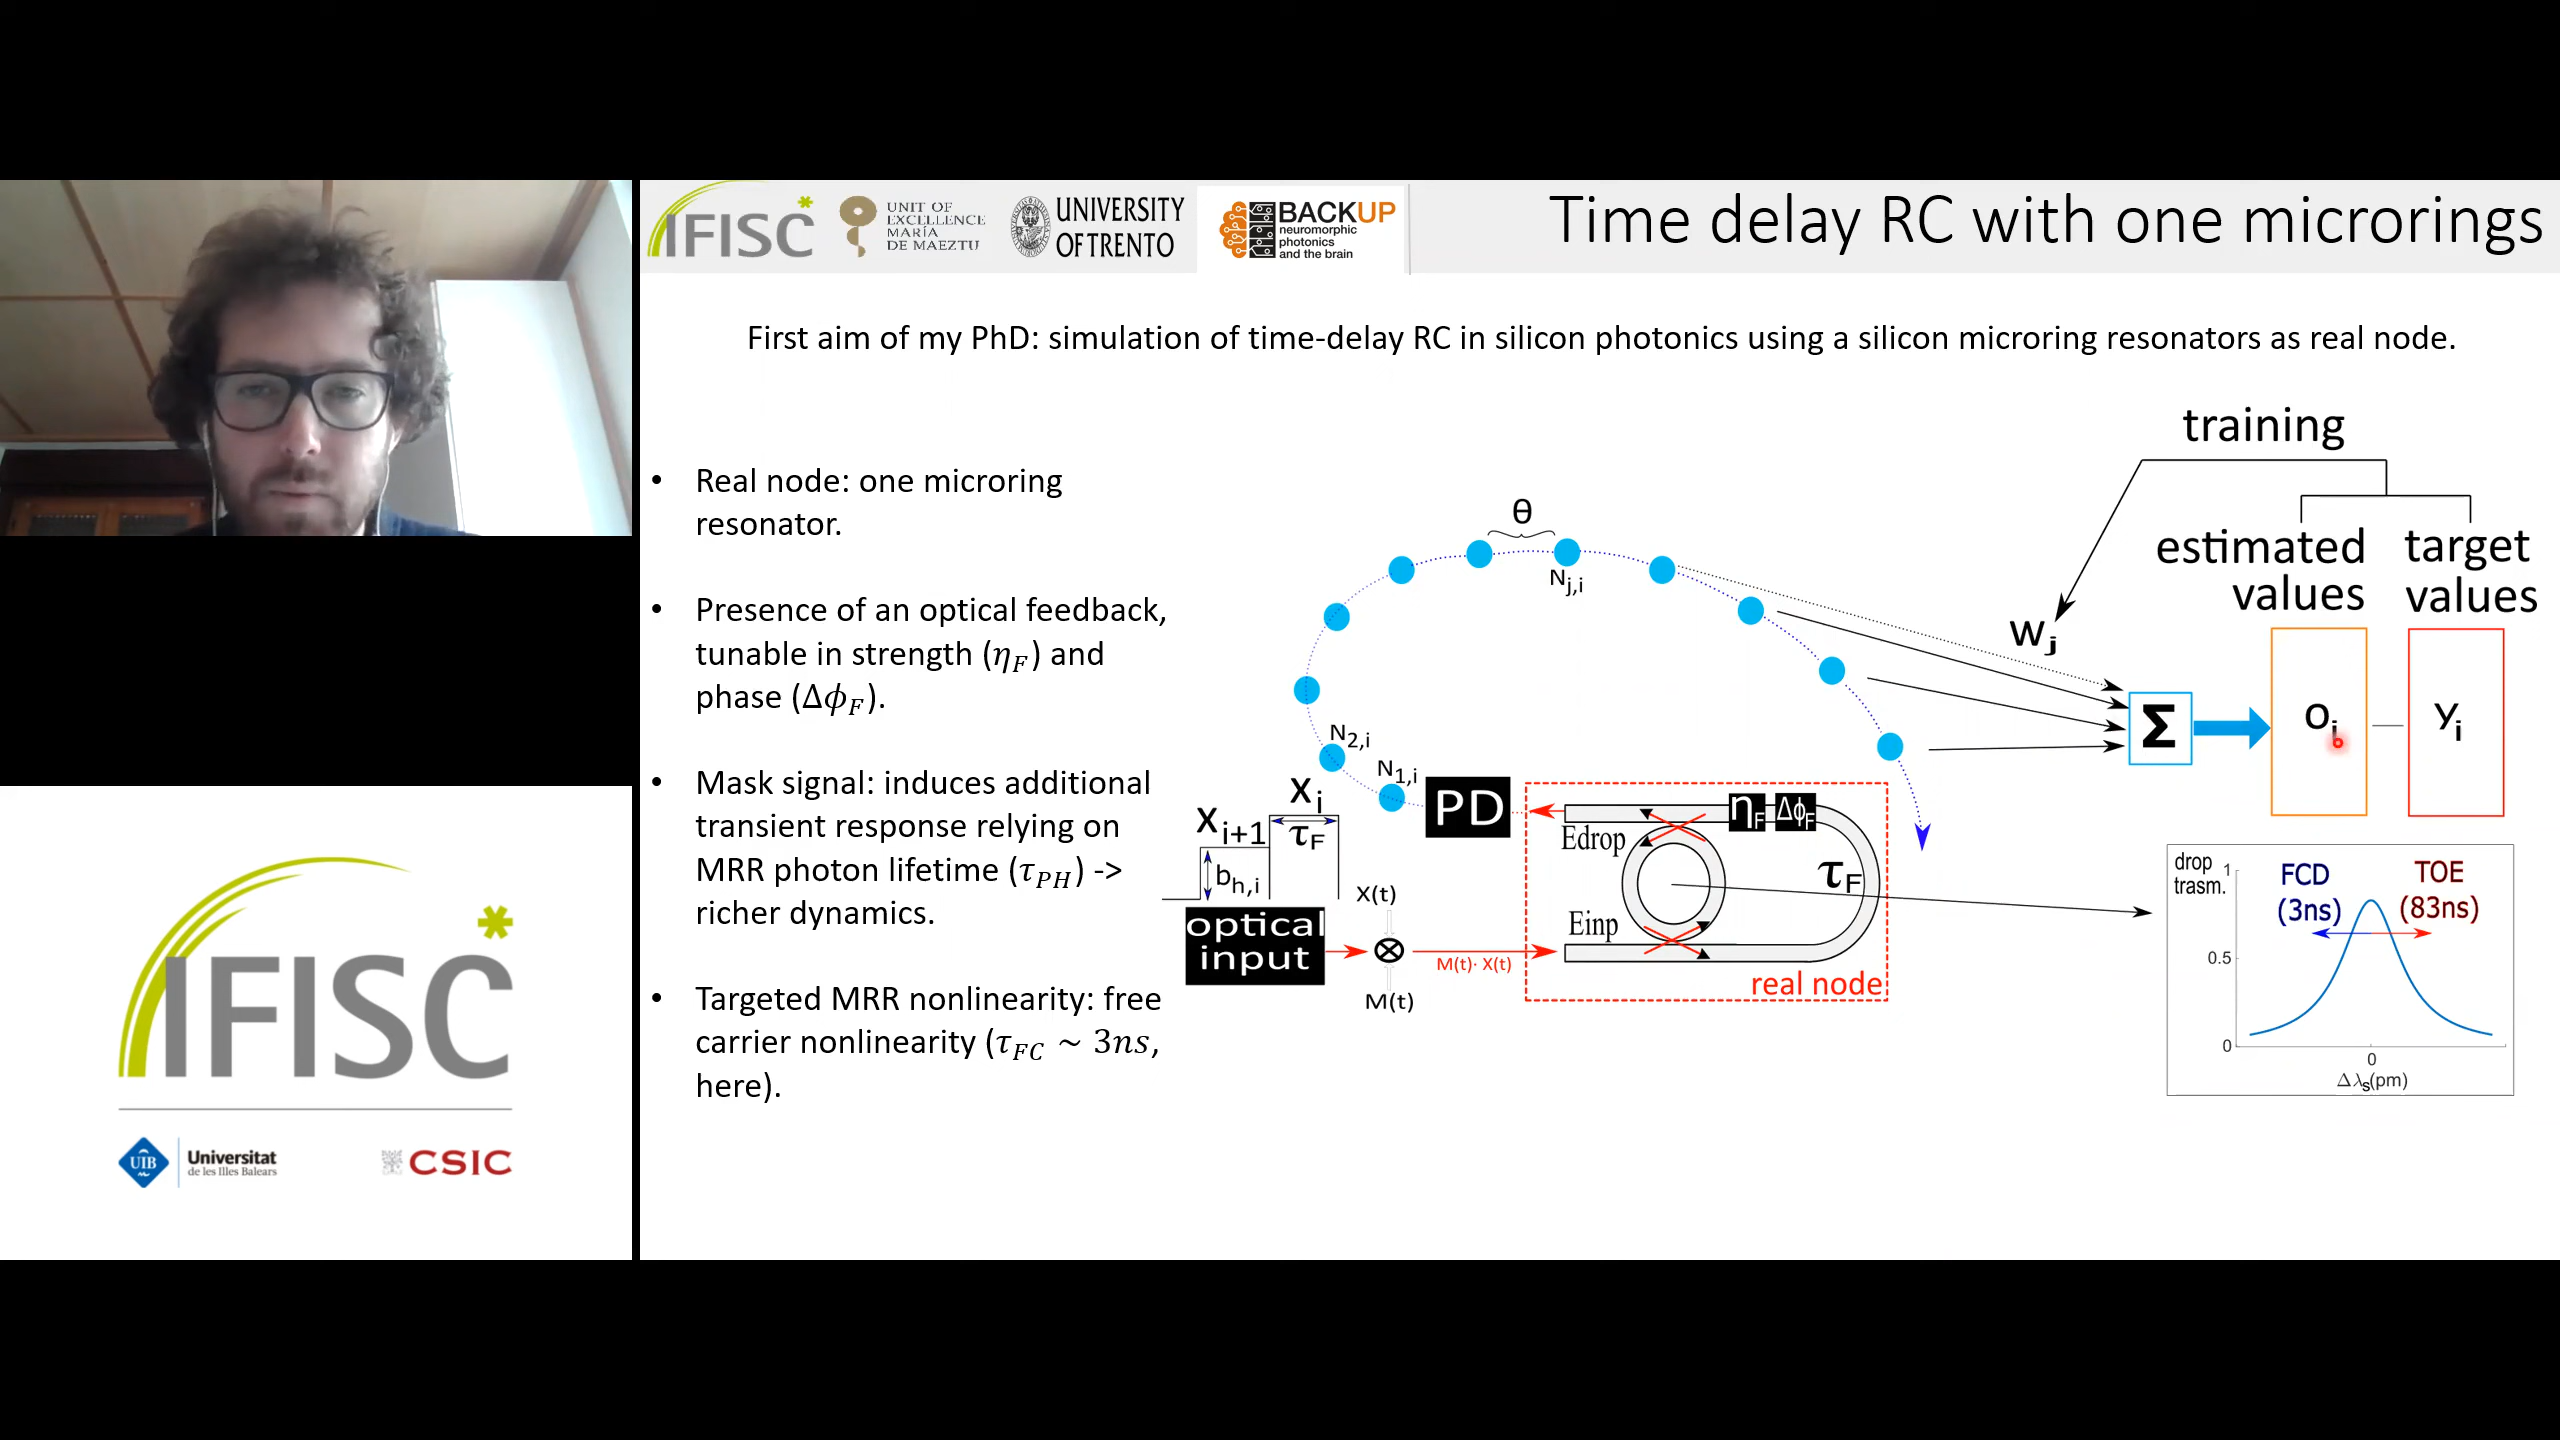 IFISC
UNIT OF
EXCELLENCE
MARÍA
DE MAEZTU
UNIVERSITY
OF TRENTO
BACKUP
neuromorphic
photonics
and the brain
Time delay RC with one microrings
First aim of my PhD: simulation of time-delay RC in silicon photonics using a silicon microring resonators as real node.
• Real node: one microring
resonator.
• Presence of an optical feedback,
tunable in strength (η_F) and
phase (Δϕ_F).
• Mask signal: induces additional
transient response relying on
MRR photon lifetime (τ_PH) ->
richer dynamics.
• Targeted MRR nonlinearity: free
carrier nonlinearity (τ_FC ~ 3ns,
here).
training
estimated
values
target
values
W_j
θ
N_j,i
N_2,i
N_1,i
X_i
X_i+1
τ_F
b_h,i
PD
η_F
Δϕ_F
Edrop
τ_F
Einp
real node
optical
input
X(t)
⊗
M(t)
M(t)· X(t)
Σ
o_i
—
y_i
drop
trasm.
1
0.5
0
FCD
(3ns)
TOE
(83ns)
0
Δλ_s(pm)
IFISC
UIB
Universitat
de les Illes Balears
CSIC